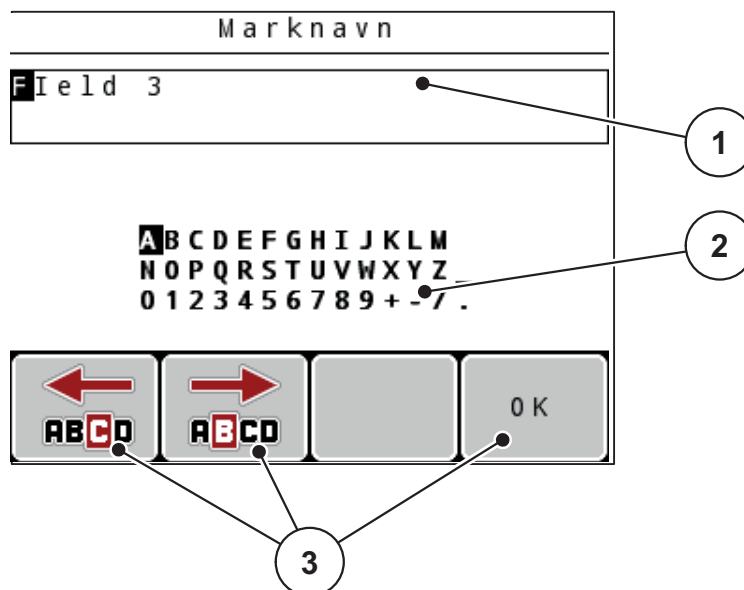 Marknavn
FIeld 3
1
ABCDEFGHIJKLM
2
NOPQRSTUVWXYZ_
0123456789+-/.
ABCD
ABCD
OK
3